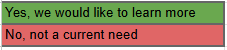 Yes, we would like to learn more
No, not a current need